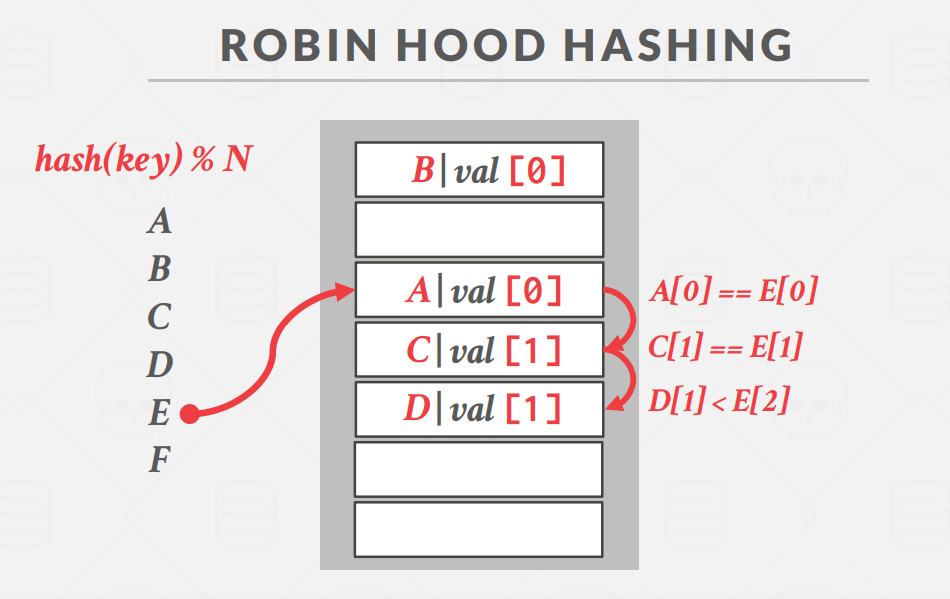 ROBIN HOOD HASHING
hash(key) % N
A
B
C
D
E
F
B|val [0]
A|val [0]
C|val [1]
D|val [1]
A[0] == E[0]
C[1] == E[1]
D[1] < E[2]